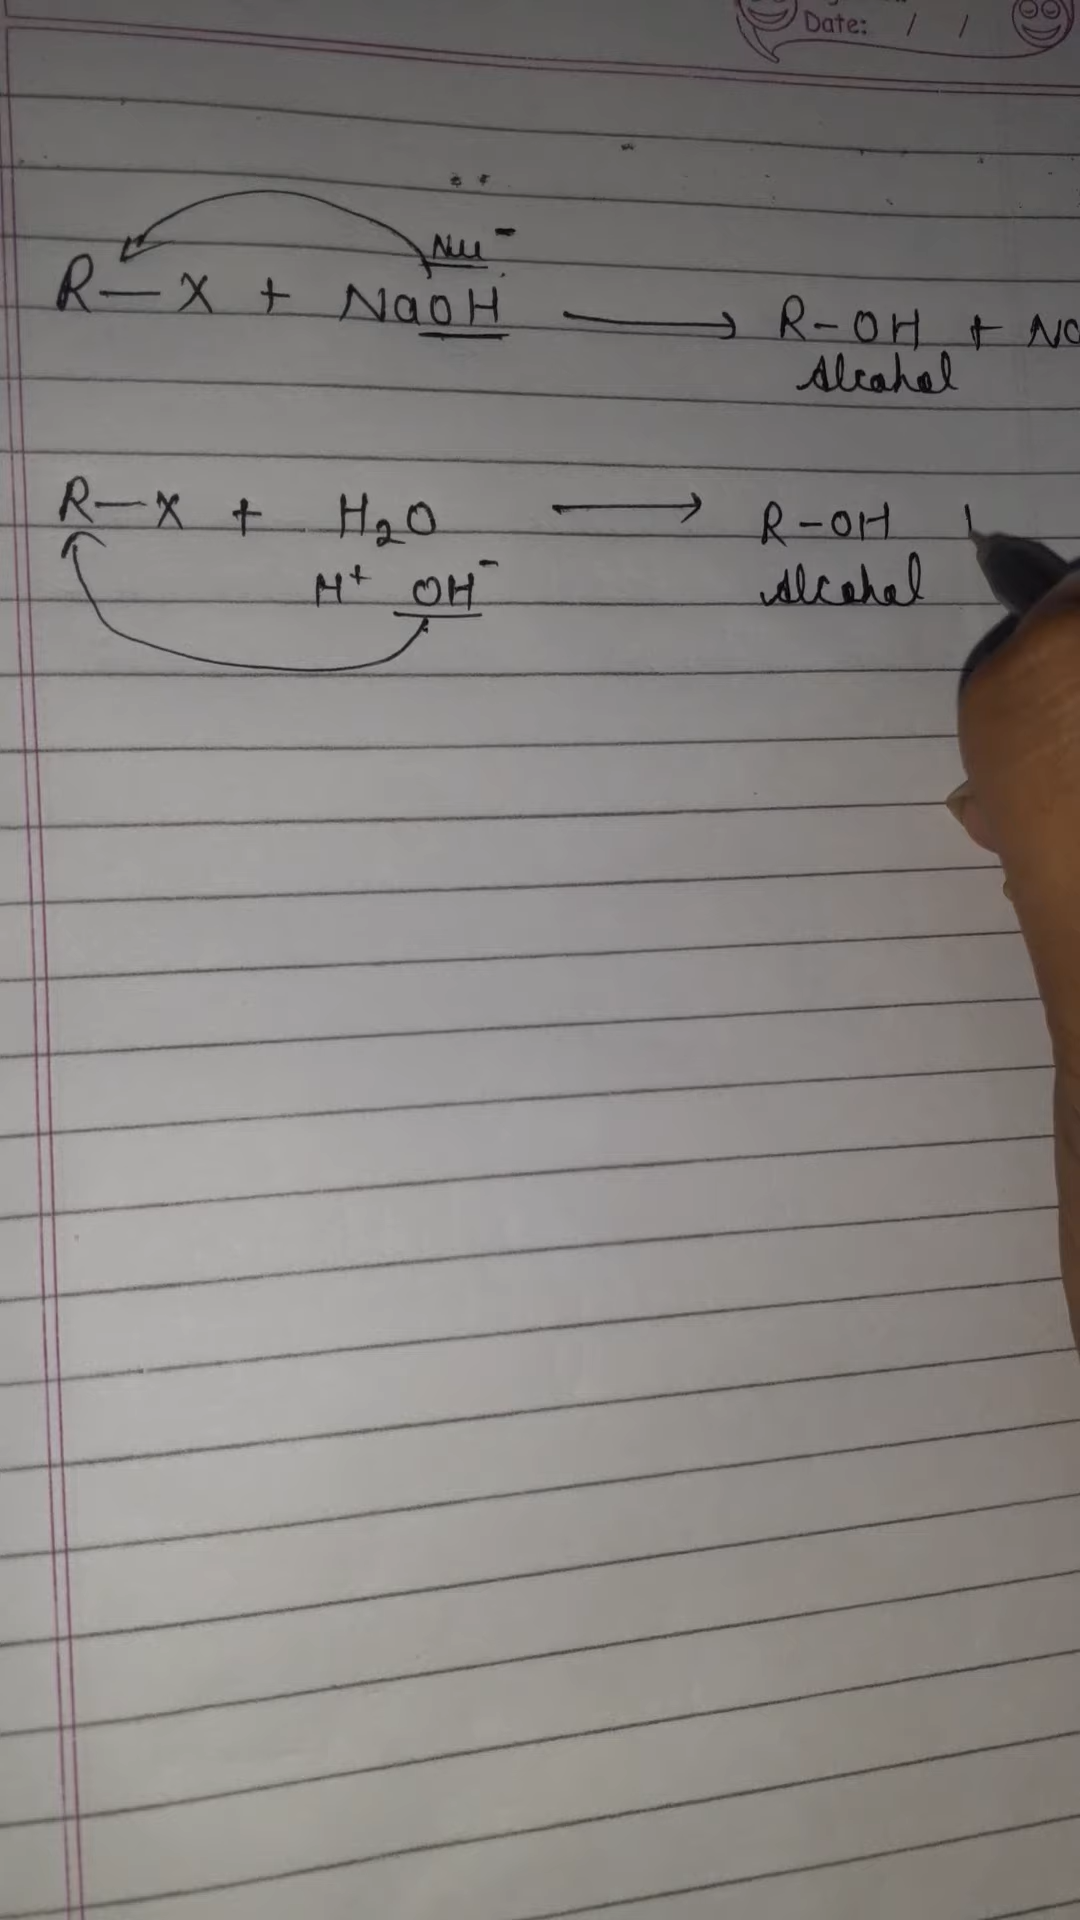 Date: / /
Nu⁻
R—X + NaOH ⟶ R-OH + Na
Alcohal
R—X + H₂O ⟶ R-OH
H⁺ OH⁻ Alcohal